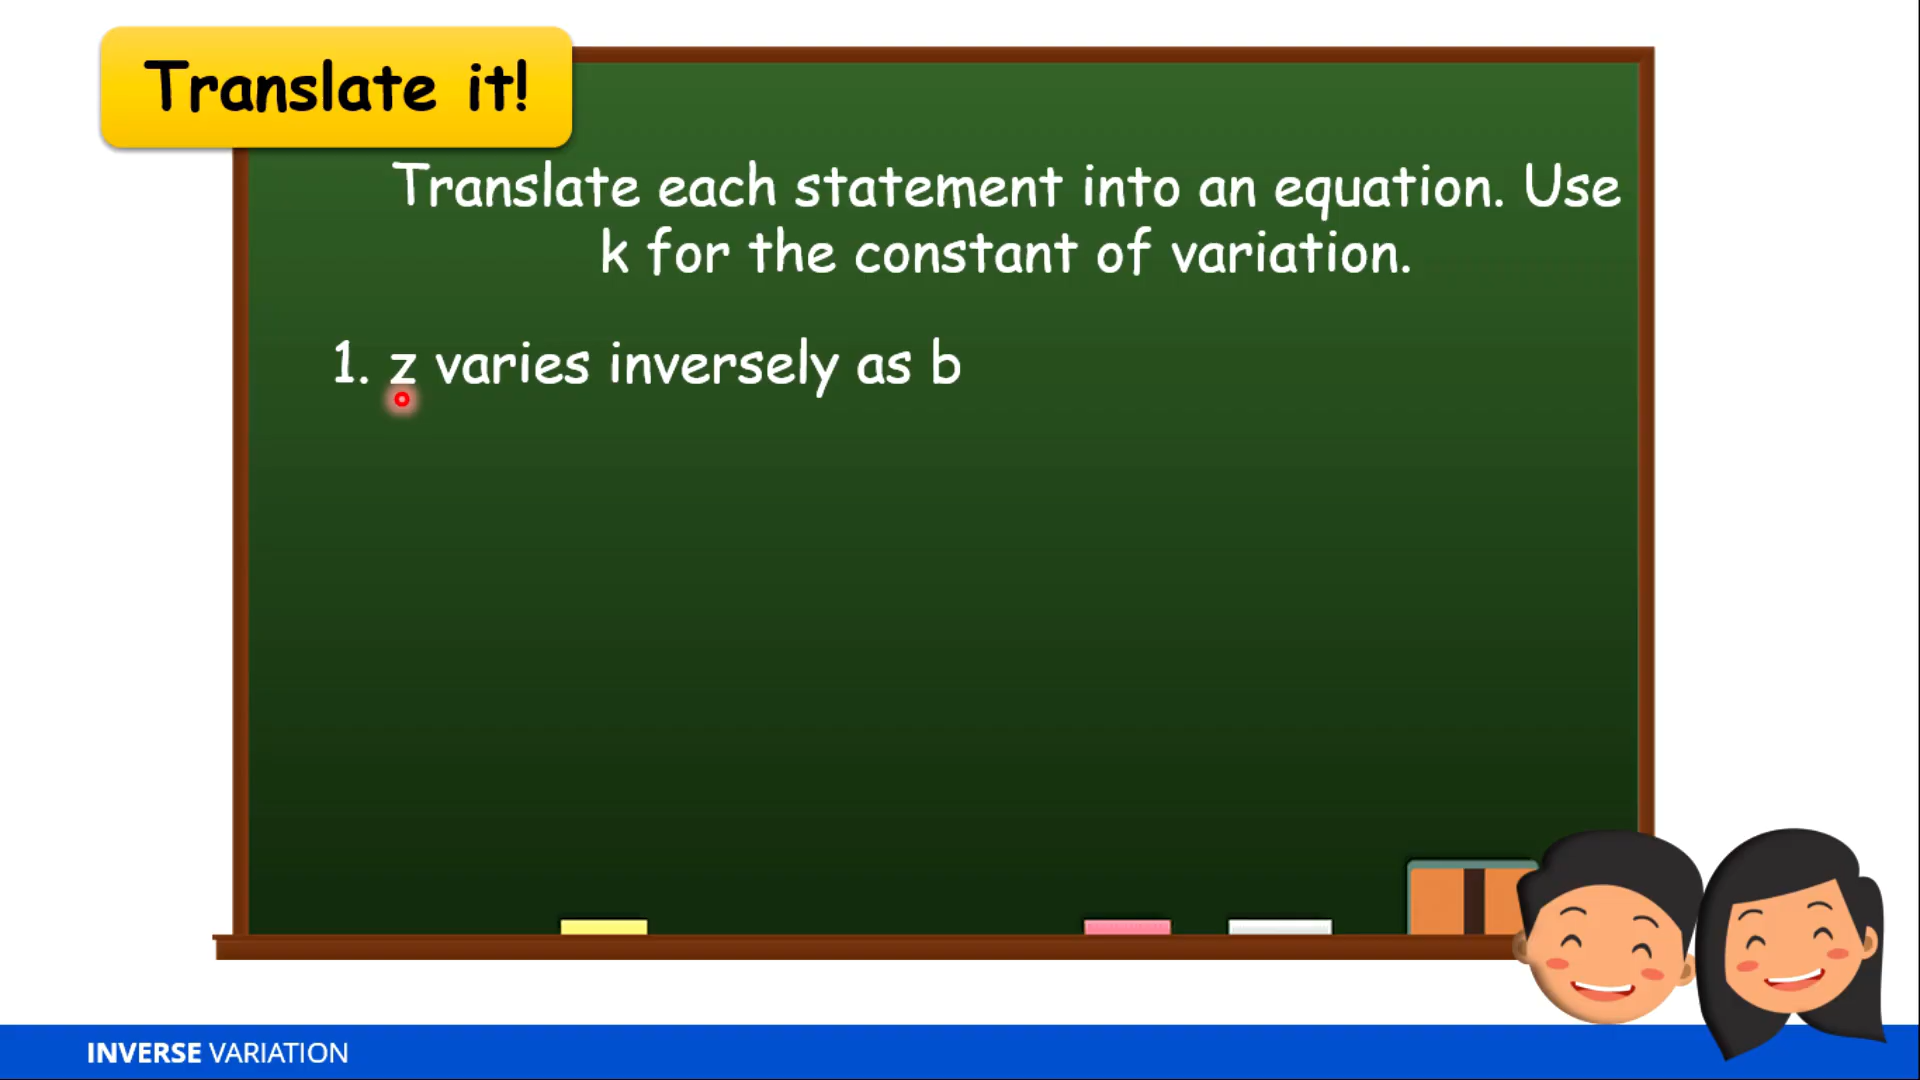 Translate it!
Translate each statement into an equation. Use
k for the constant of variation.
1. z varies inversely as b
INVERSE VARIATION